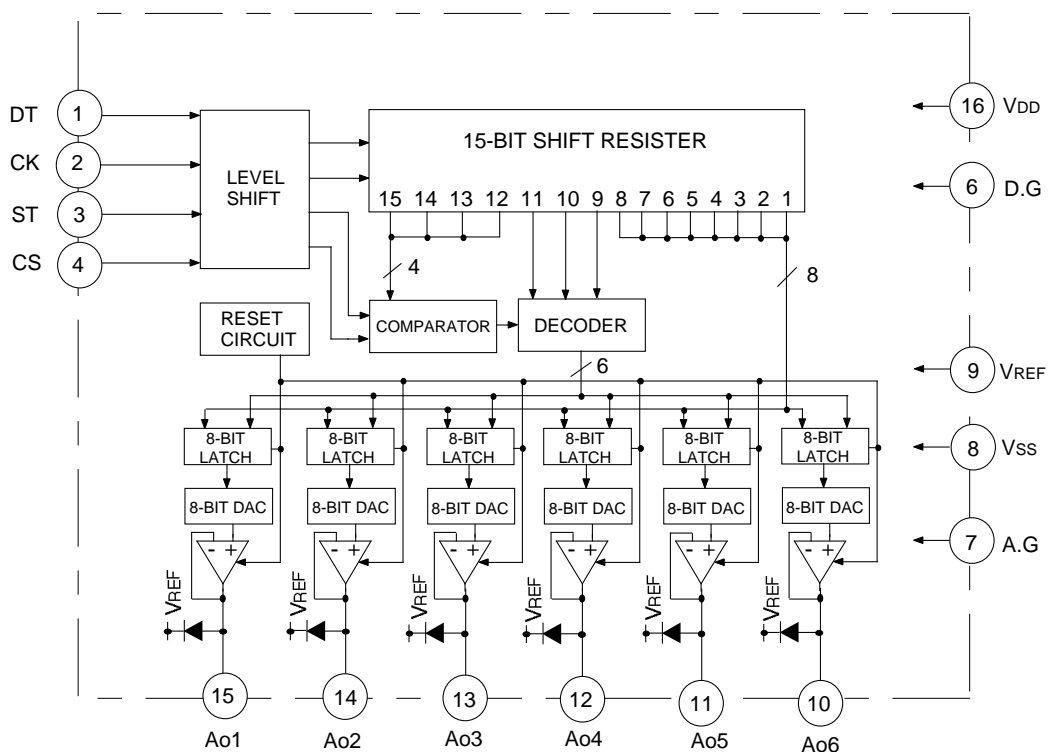 DT 1
CK 2
ST 3
CS 4
LEVEL
SHIFT
15-BIT SHIFT RESISTER
15 14 13 12 11 10 9 8 7 6 5 4 3 2 1
16 VDD
6 D.G
9 VREF
8 VSS
7 A.G
4
8
RESET
CIRCUIT
COMPARATOR
DECODER
6
8-BIT
LATCH
8-BIT
LATCH
8-BIT
LATCH
8-BIT
LATCH
8-BIT
LATCH
8-BIT
LATCH
8-BIT DAC
8-BIT DAC
8-BIT DAC
8-BIT DAC
8-BIT DAC
8-BIT DAC
- +
- +
- +
- +
- +
- +
VREF
VREF
VREF
VREF
VREF
VREF
15
14
13
12
11
10
Ao1
Ao2
Ao3
Ao4
Ao5
Ao6